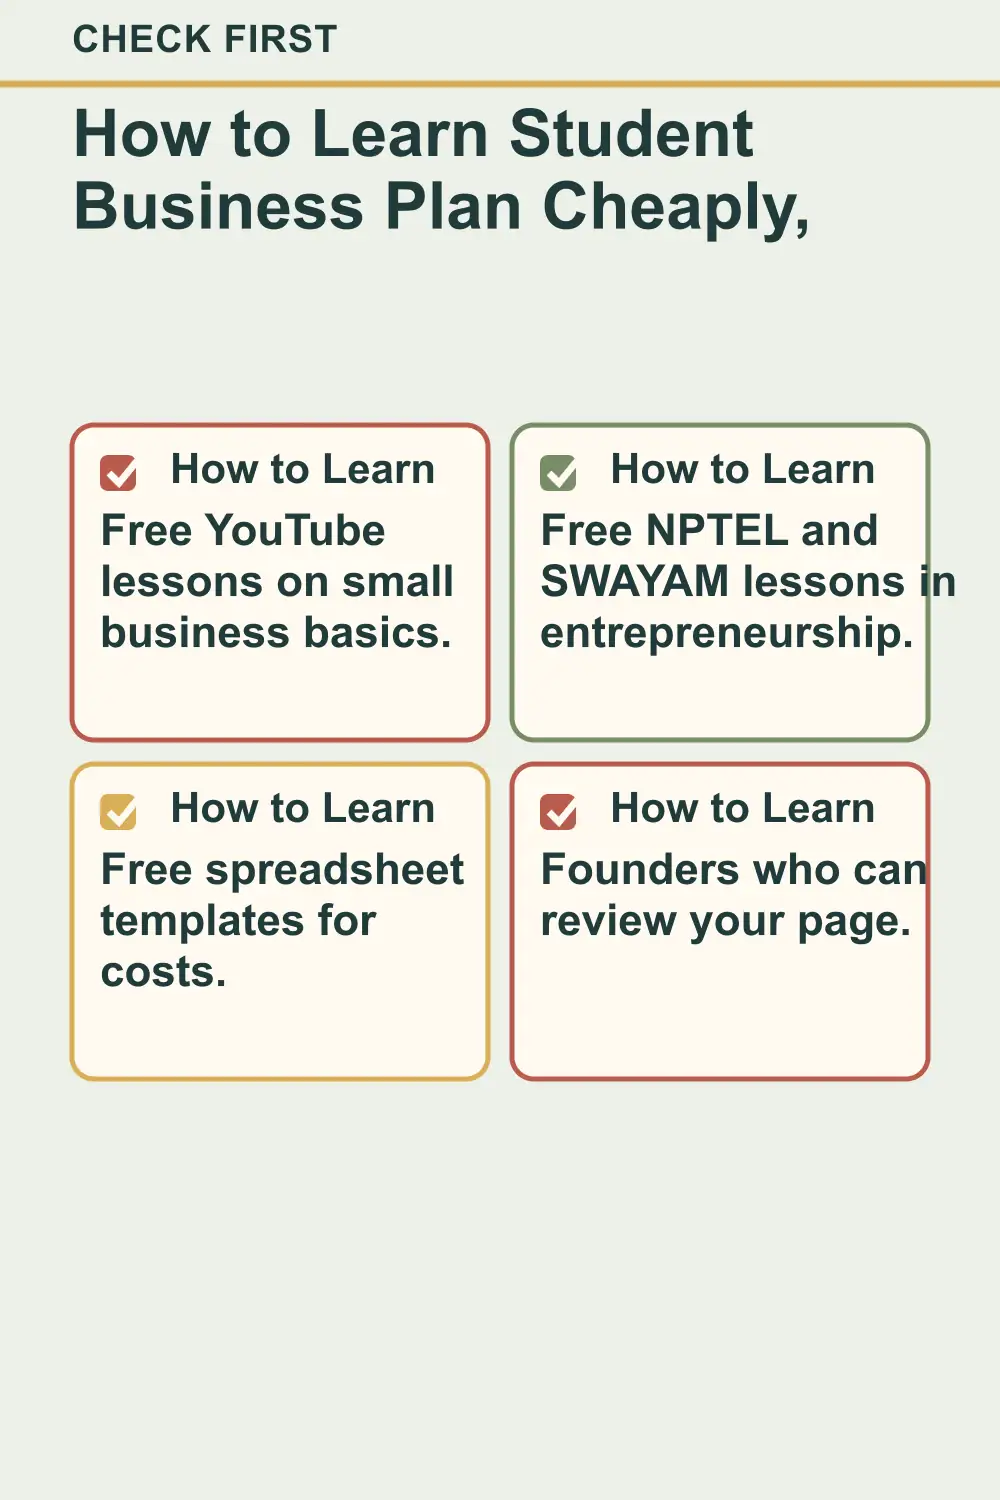 CHECK FIRST
How to Learn Student
Business Plan Cheaply,
How to Learn
Free YouTube
lessons on small
business basics.
How to Learn
Free NPTEL and
SWAYAM lessons in
entrepreneurship.
How to Learn
Free spreadsheet
templates for
costs.
How to Learn
Founders who can
review your page.